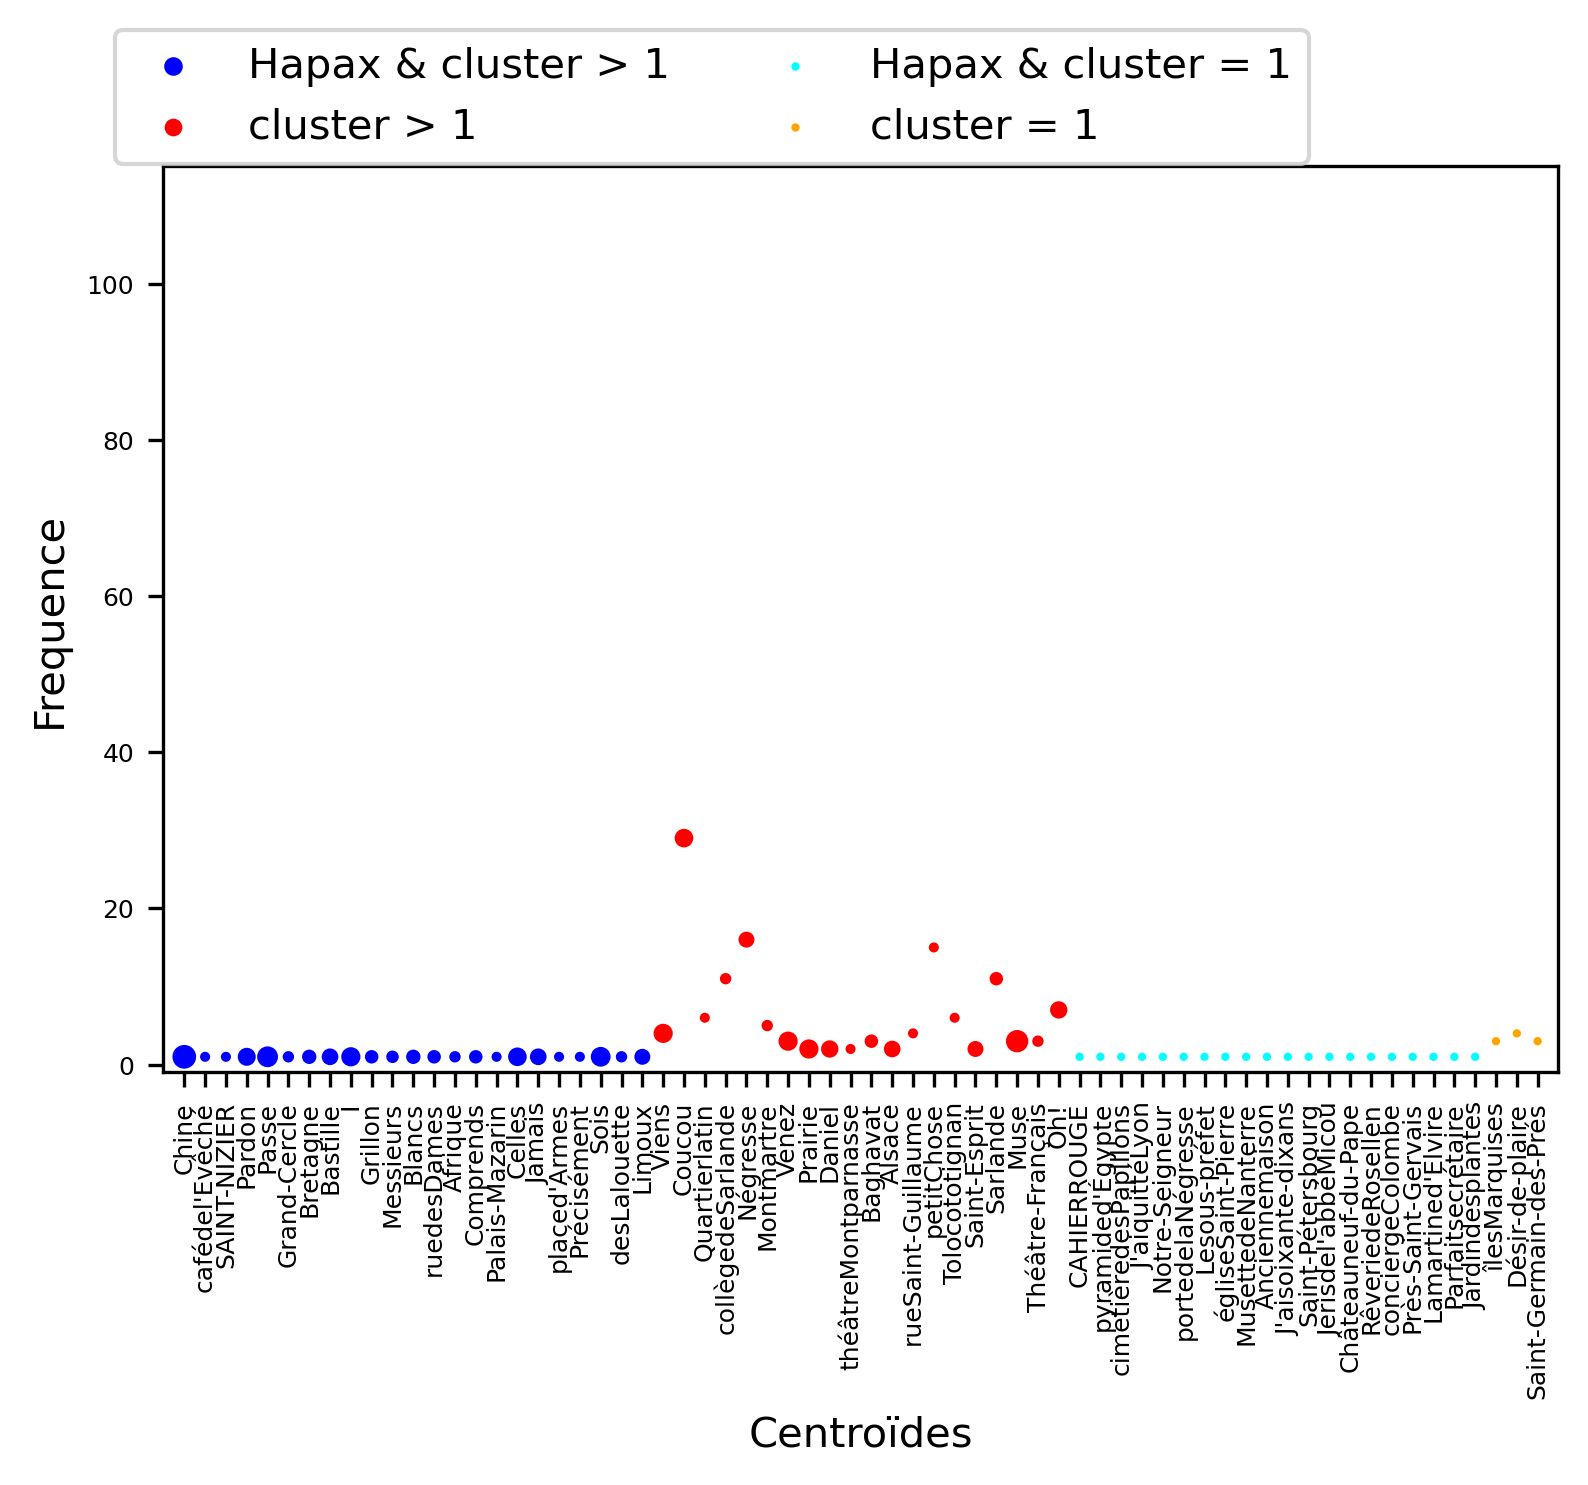 Hapax & cluster > 1
cluster > 1
Hapax & cluster = 1
cluster = 1
100
80
60
40
20
0
Frequence
Chine
cafédel'Evêché
SAINT-NIZIER
Pardon
Passe
Grand-Cercle
Bretagne
Bastille
I
Grillon
Messieurs
Blancs
ruedesDames
Afrique
Comprends
Palais-Mazarin
Celles
Jamais
placed'Armes
Précisément
Sois
desLalouette
Limoux
Viens
Coucou
Quartierlatin
collègedeSarlande
Négresse
Montmartre
Venez
Prairie
Daniel
théâtreMontparnasse
Baghavat
Alsace
rueSaint-Guillaume
petitChose
Tolocototignan
Saint-Esprit
Sarlande
Muse
Théâtre-Français
Oh!
CAHIERROUGE
pyramided'Egypte
cimetièredesPapillons
J'aiquittéLyon
Notre-Seigneur
portedelaNégresse
Lesous-préfet
égliseSaint-Pierre
MusettedeNanterre
Anciennemaison
J'aisoixante-dixans
Saint-Pétersbourg
Jerisdel'abbéMicou
Châteauneuf-du-Pape
RêveriedeRosellen
conciergeColombe
Près-Saint-Gervais
Lamartined'Elvire
Parfaitsecrétaire
Jardindesplantes
îlesMarquises
Désir-de-plaire
Saint-Germain-des-Prés
Centroïdes